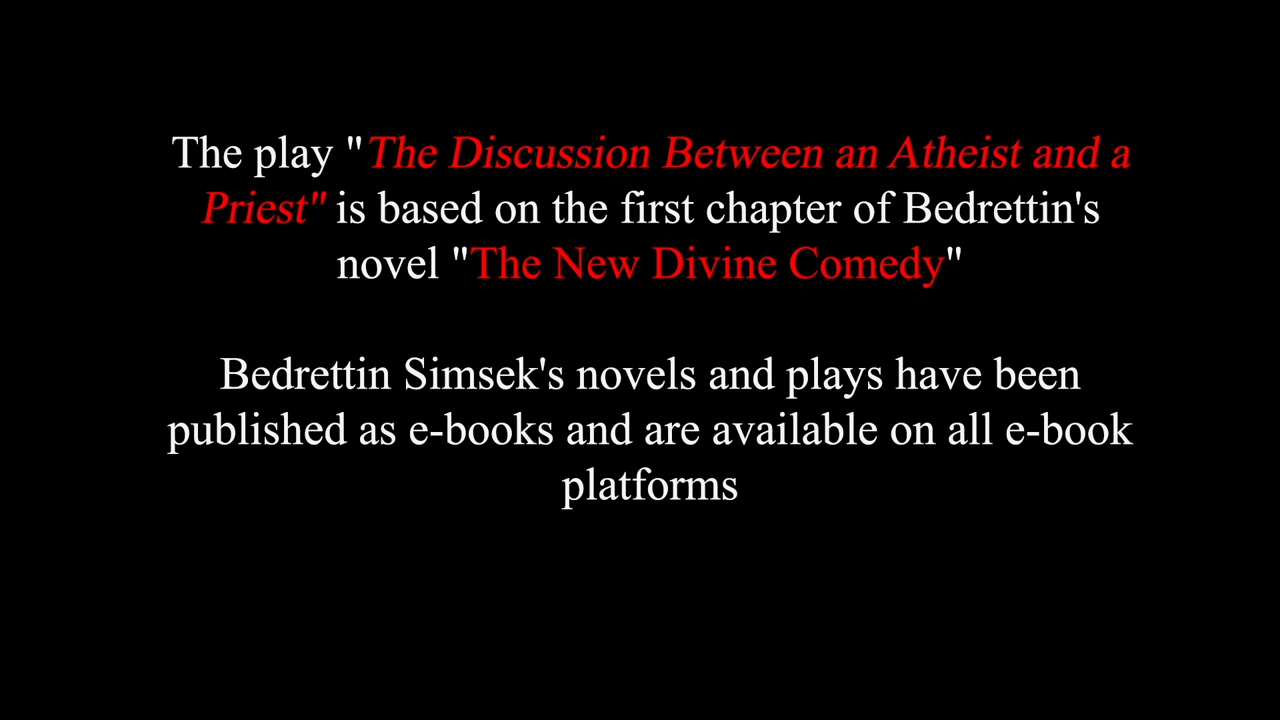 The play "The Discussion Between an Atheist and a
Priest" is based on the first chapter of Bedrettin's
novel "The New Divine Comedy"
Bedrettin Simsek's novels and plays have been
published as e-books and are available on all e-book
platforms